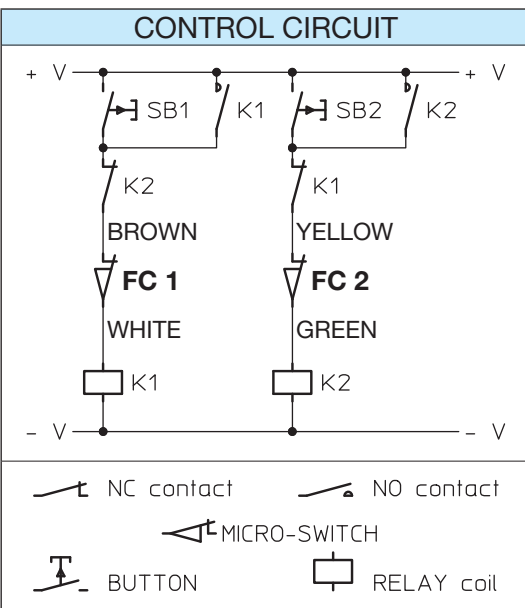 CONTROL CIRCUIT
+ V + V
SB1 K1 SB2 K2
K2 K1
BROWN YELLOW
FC 1 FC 2
WHITE GREEN
K1 K2
- V - V
NC contact NO contact
MICRO-SWITCH
BUTTON RELAY coil